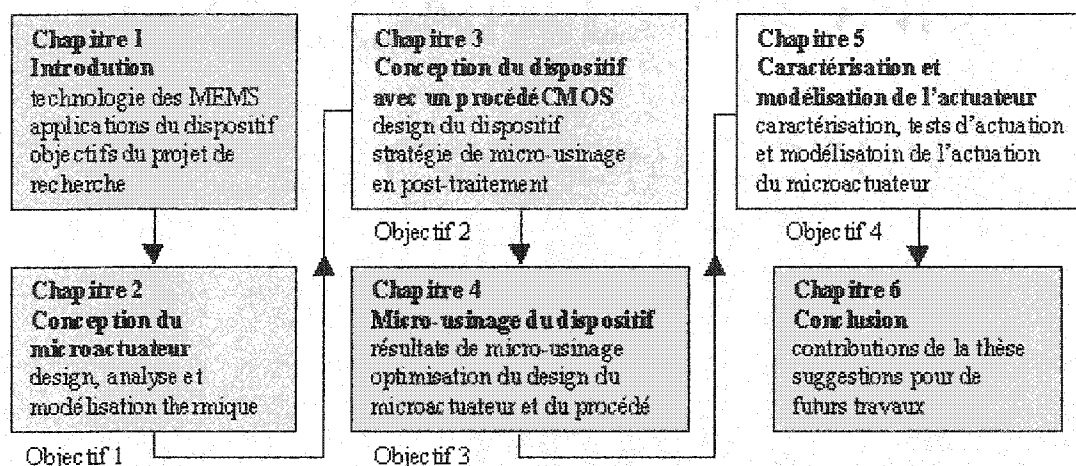 Chapitre 1
Introdution
technologie des MEMS
applications du dispositif
objectifs du projet de
recherche
Chapitre 2
Conception du
microactuateur
design, analyse et
modélisation thermique
Objectif 1
Chapitre 3
Conception du dispositif
avec un procédé CMOS
design du dispositif
stratégie de micro-usinage
en post-traitement
Objectif 2
Chapitre 4
Micro-usinage du dispositif
résultats de micro-usinage
optimisation du design du
microactuateur et du procédé
Objectif 3
Chapitre 5
Caractérisation et
modélisation de l'actuateur
caractérisation, tests d'actuation
et modélisatoin de l'actuation
du microactuateur
Objectif 4
Chapitre 6
Conclusion
contributions de la thèse
suggestions pour de
futurs travaux